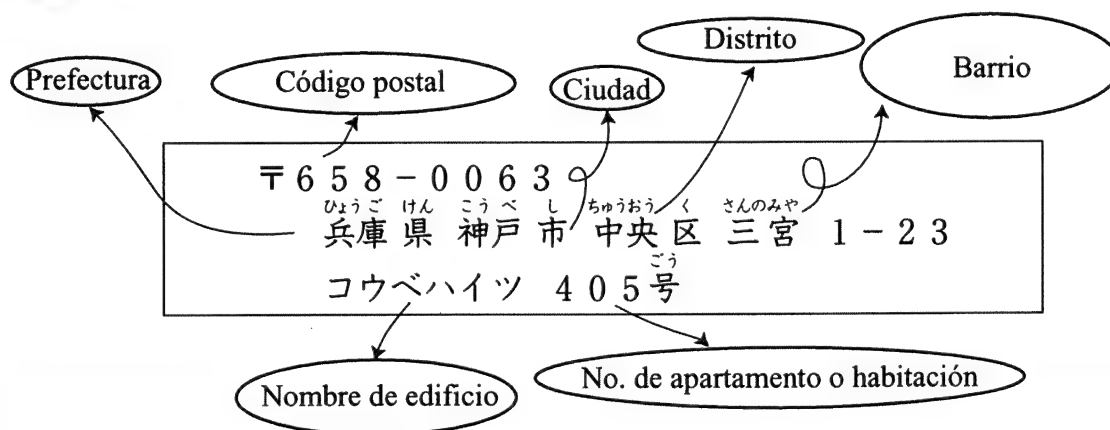 Distrito
Prefectura Código postal Ciudad Barrio
〒658-0063
ひょうご けん こうべ し ちゅうおう く さんのみや
兵庫県 神戸市 中央区 三宮 1-23
ごう
コウベハイツ 405号
Nombre de edificio No. de apartamento o habitación